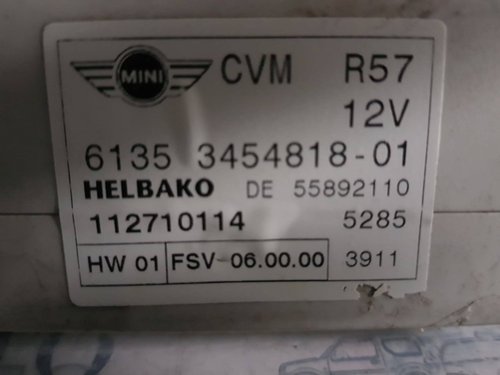 MINI CVM R57
12V
6135 3454818-01
HELBAKO DE 55892110
112710114 5285
HW 01 FSV-06.00.00 3911